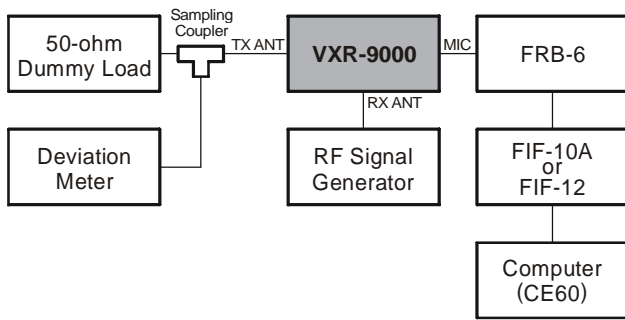 Sampling
Coupler
50-ohm
Dummy Load
TX ANT
VXR-9000
MIC
FRB-6
RX ANT
Deviation
Meter
RF Signal
Generator
FIF-10A
or
FIF-12
Computer
(CE60)